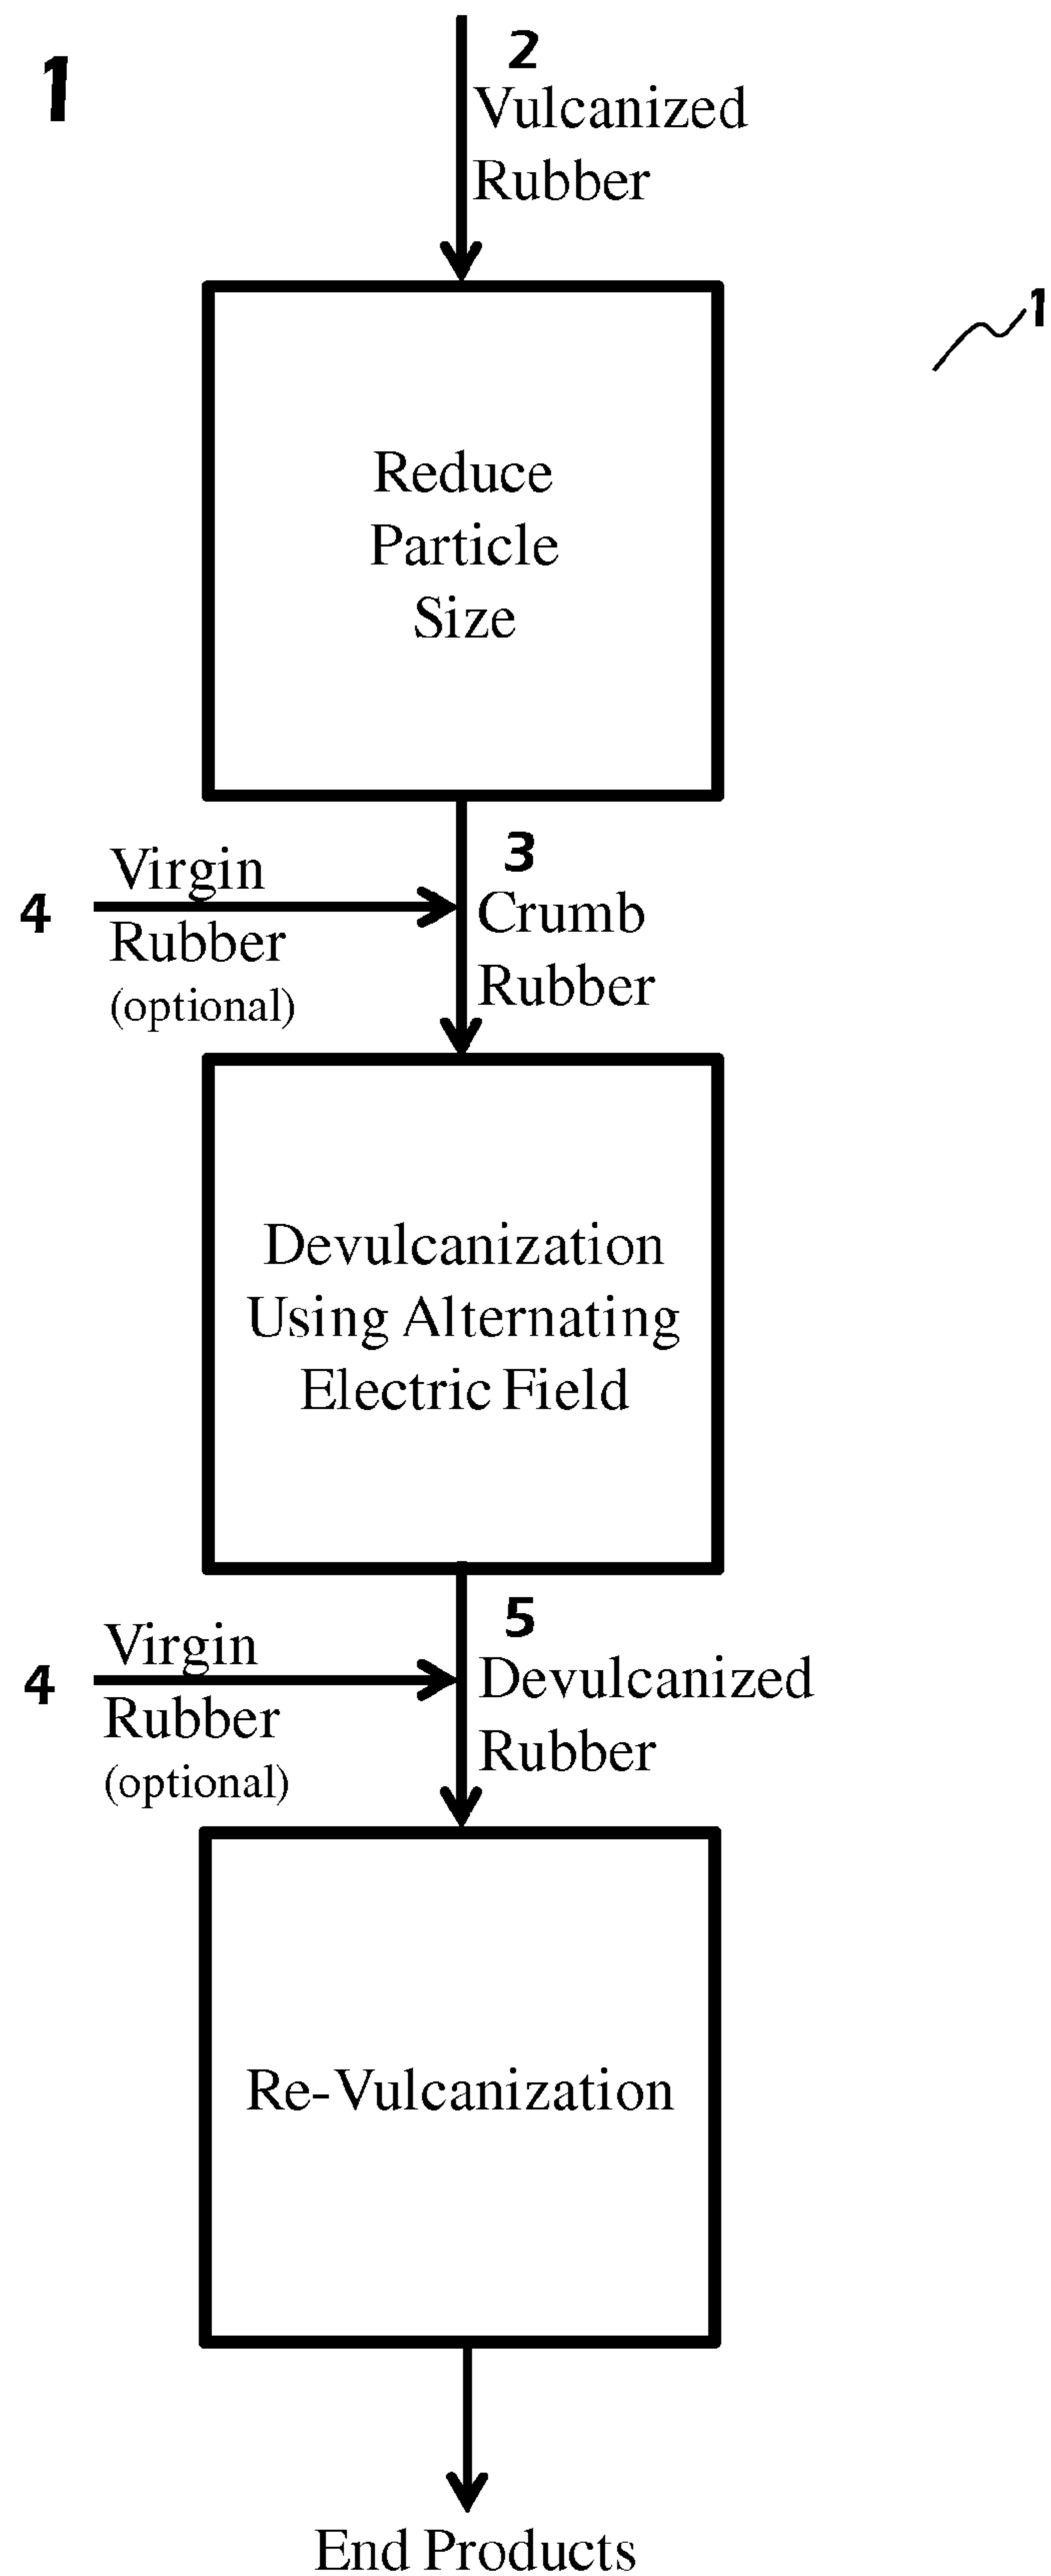 1
2
Vulcanized
Rubber
1
Reduce
Particle
Size
3
Virgin
4
Crumb
Rubber
Rubber
(optional)
Devulcanization
Using Alternating
Electric Field
5
Virgin
4
Devulcanized
Rubber
Rubber
(optional)
Re-Vulcanization
End Products